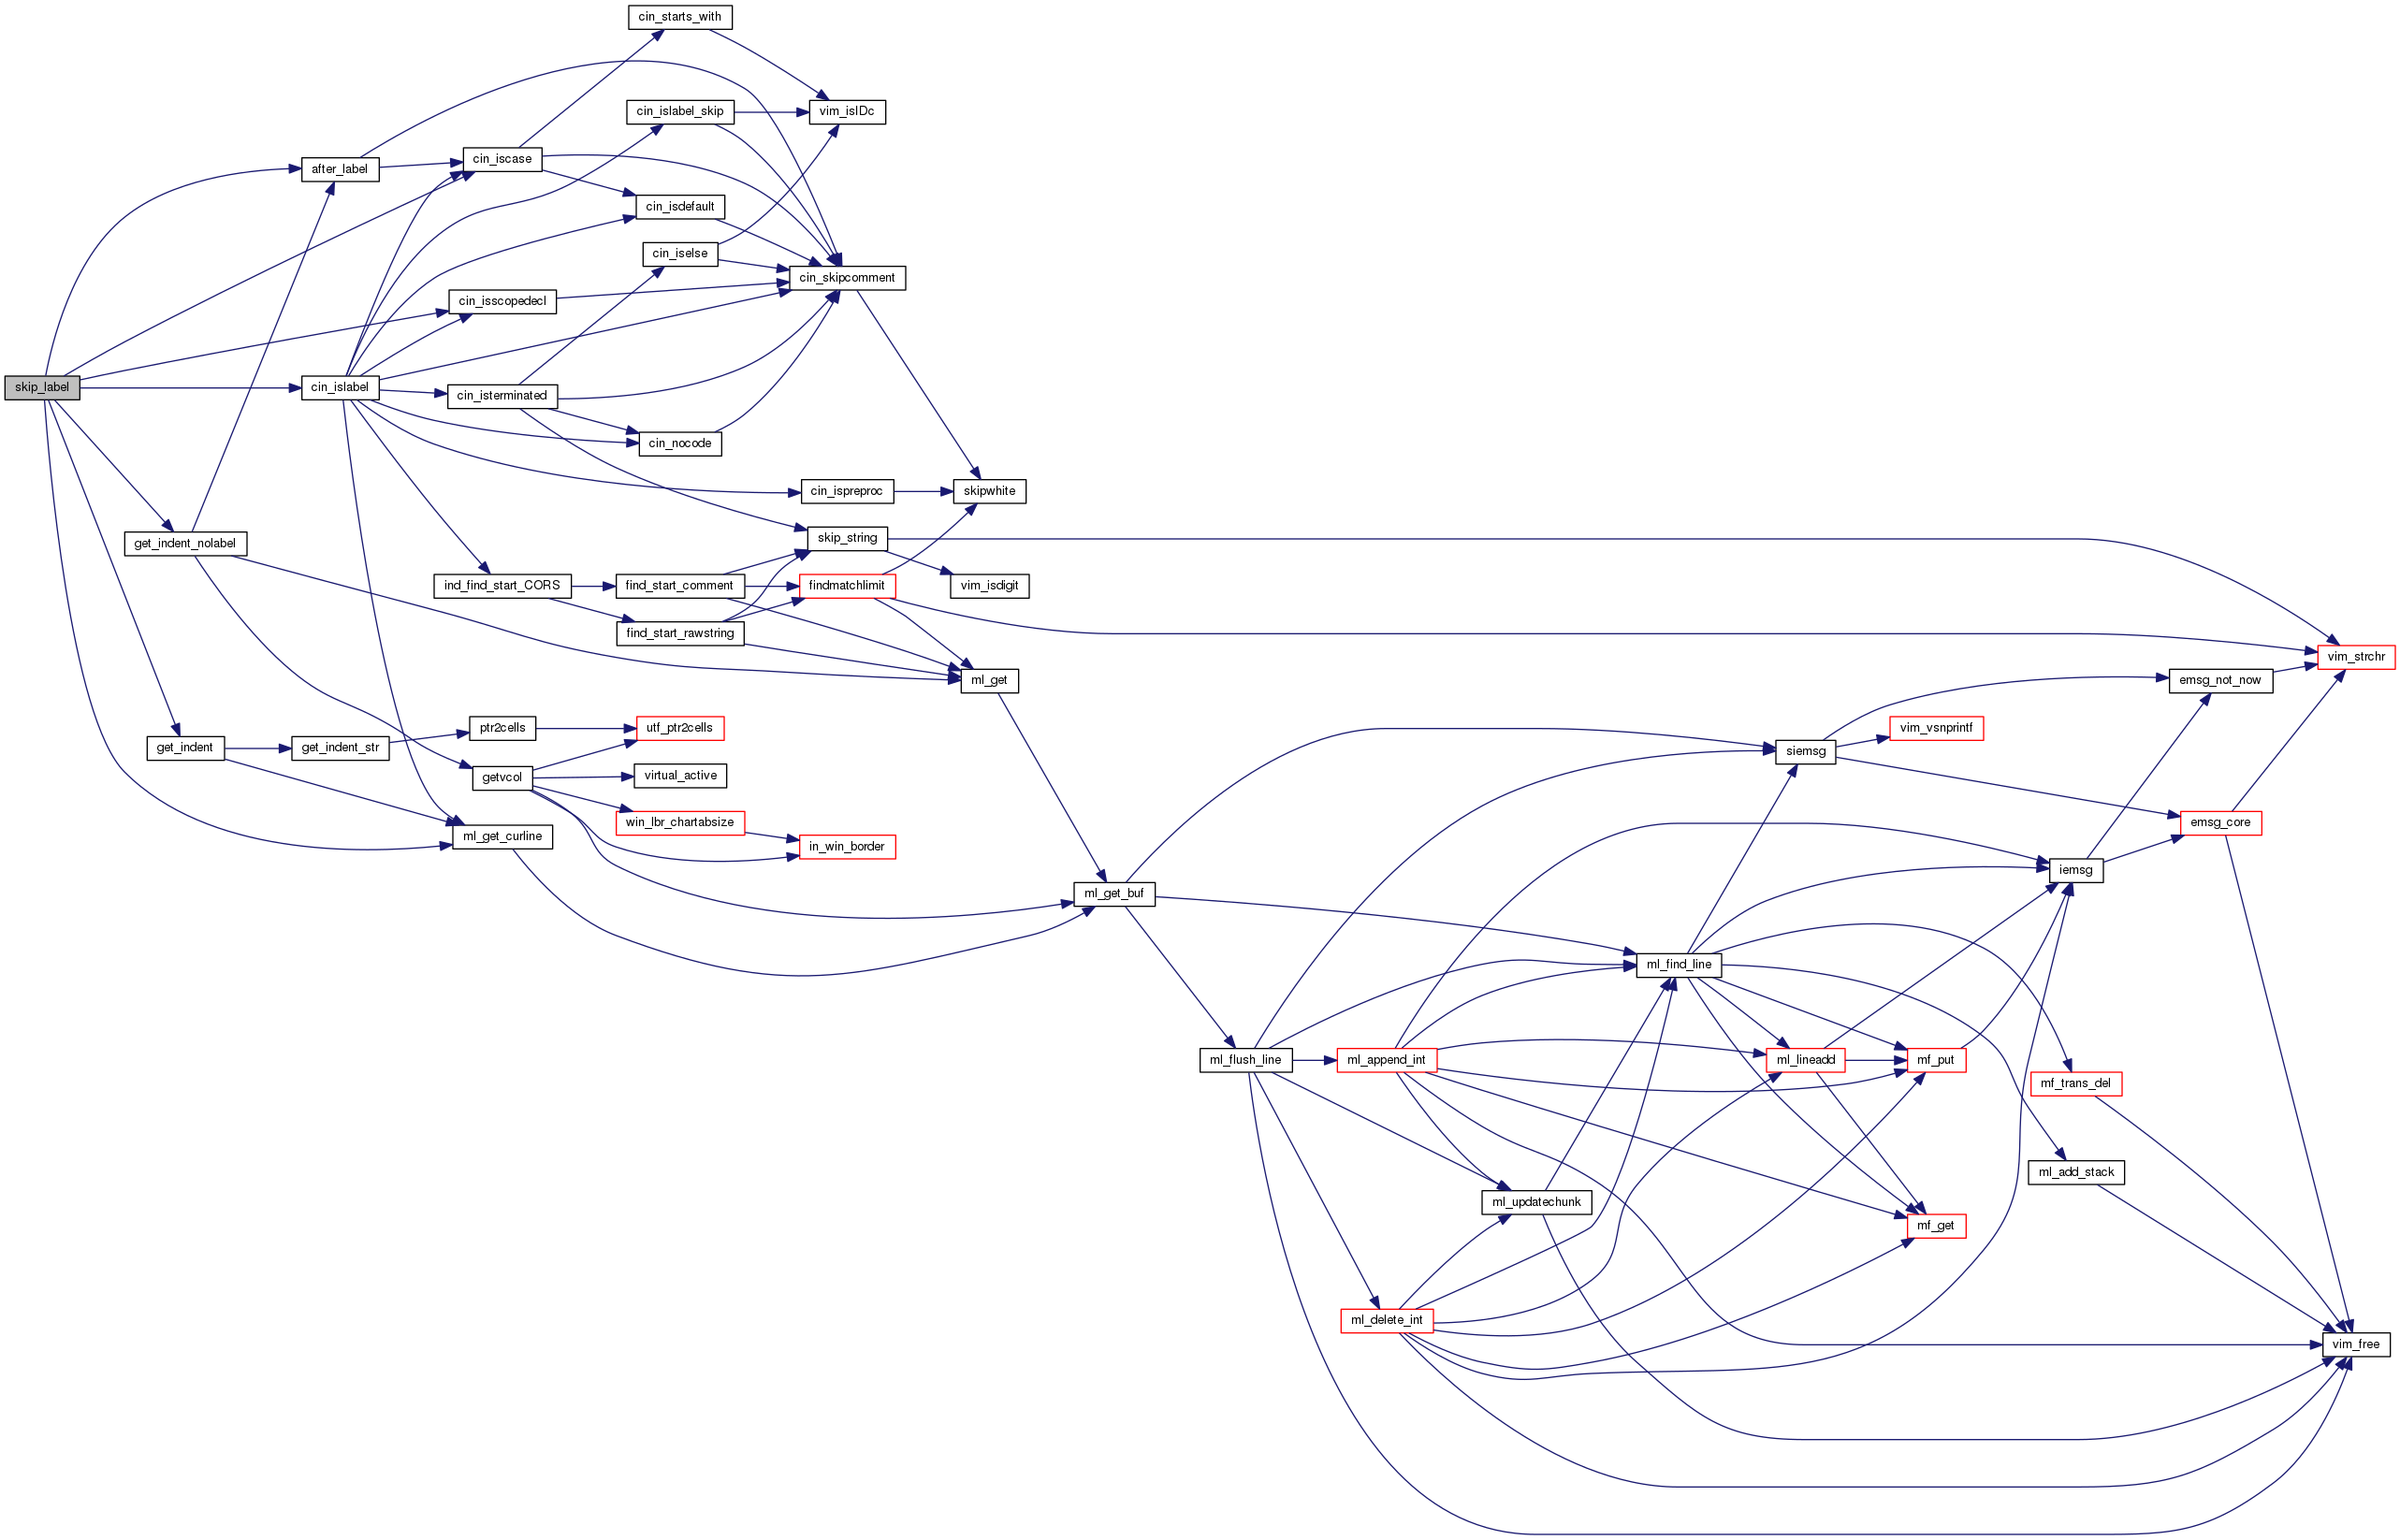 cin_starts_with
cin_islabel_skip
vim_isIDc
after_label
cin_iscase
cin_isdefault
cin_iselse
cin_skipcomment
cin_isscopedecl
skip_label
cin_islabel
cin_isterminated
cin_nocode
cin_ispreproc
skipwhite
get_indent_nolabel
skip_string
ind_find_start_CORS
find_start_comment
findmatchlimit
vim_isdigit
find_start_rawstring
vim_strchr
ml_get
emsg_not_now
ptr2cells
utf_ptr2cells
vim_vsnprintf
get_indent
get_indent_str
siemsg
getvcol
virtual_active
win_lbr_chartabsize
emsg_core
ml_get_curline
in_win_border
iemsg
ml_get_buf
ml_find_line
ml_flush_line
ml_append_int
ml_lineadd
mf_put
mf_trans_del
ml_add_stack
ml_updatechunk
mf_get
ml_delete_int
vim_free